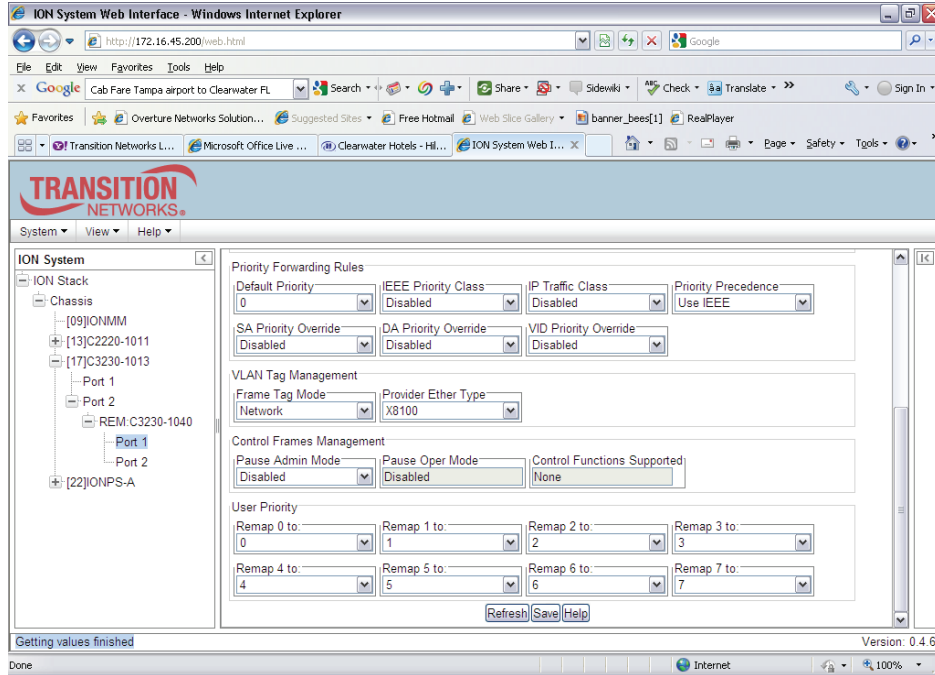 ION System Web Interface - Windows Internet Explorer
http://172.16.45.200/web.html
Google
File Edit View Favorites Tools Help
x Google Cab Fare Tampa airport to Clearwater FL Search Share Sidewiki ABC Check aあ Translate >> Sign In
Favorites Overture Networks Solution... Suggested Sites Free Hotmail Web Slice Gallery banner_bees[1] RealPlayer
Transition Networks L... Microsoft Office Live ... Clearwater Hotels - Hil... ION System Web I... X Page Safety Tools
TRANSITION
NETWORKS®
System View Help
ION System
ION Stack
Chassis
[09]IONMM
[13]C2220-1011
[17]C3230-1013
Port 1
Port 2
REM:C3230-1040
Port 1
Port 2
[22]IONPS-A
Priority Forwarding Rules
Default Priority IEEE Priority Class IP Traffic Class Priority Precedence
0 Disabled Disabled Use IEEE
SA Priority Override DA Priority Override VID Priority Override
Disabled Disabled Disabled
VLAN Tag Management
Frame Tag Mode Provider Ether Type
Network X8100
Control Frames Management
Pause Admin Mode Pause Oper Mode Control Functions Supported
Disabled Disabled None
User Priority
Remap 0 to: Remap 1 to: Remap 2 to: Remap 3 to:
0 1 2 3
Remap 4 to: Remap 5 to: Remap 6 to: Remap 7 to:
4 5 6 7
Refresh Save Help
Getting values finished Version: 0.4.6
Done Internet 100%